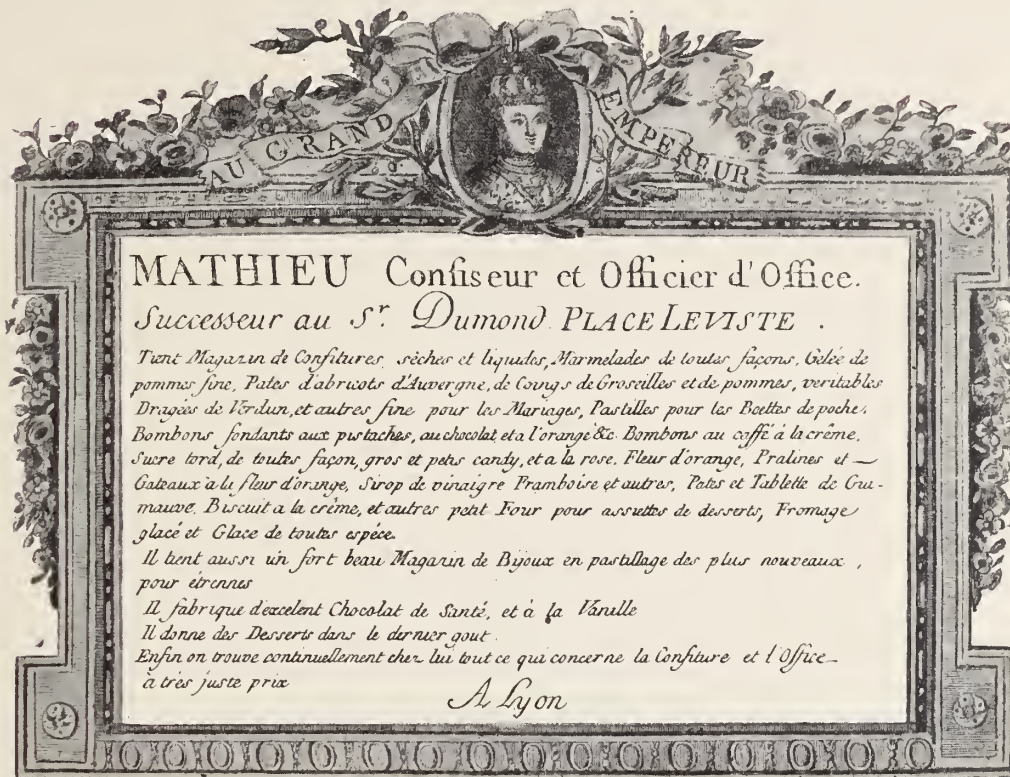 AU GRAND EMPEREUR
MATHIEU Confiseur et Officier d'Office.
Successeur au Sr. Dumond PLACE LEVISTE .
Tient Magazin de Confitures sèches et liquides, Marmelades de toutes façons. Gelée de
pommes fine, Pates d'abricots d'Auvergne, de Coings de Groseilles et de pommes, veritables
Dragées de Verdun, et autres fine pour les Mariages, Pastilles pour les Boettes de poche.
Bombons fondants aux pistaches, au chocolat, et a l'orange &c. Bombons au caffé à la crême.
Sucre tord, de toutes façon, gros et petis candy, et a la rose. Fleur d'orange, Pralines et —
Gateaux a la fleur d'orange, Sirop de vinaigre Framboise et autres, Pates et Tablette de Gui-
mauve. Biscuit a la crême, et autres petit Four pour assiettes de desserts, Fromage
glacé et Glace de toutes espéce.
Il tient aussi un fort beau Magazin de Bijoux en pastillage des plus nouveaux,
pour étrennes
Il fabrique d'excelent Chocolat de Santé, et à la Vanille
Il donne des Desserts dans le dernier gout.
Enfin on trouve continuellement chez lui tout ce qui concerne la Confiture et l'Office
à très juste prix
A Lyon